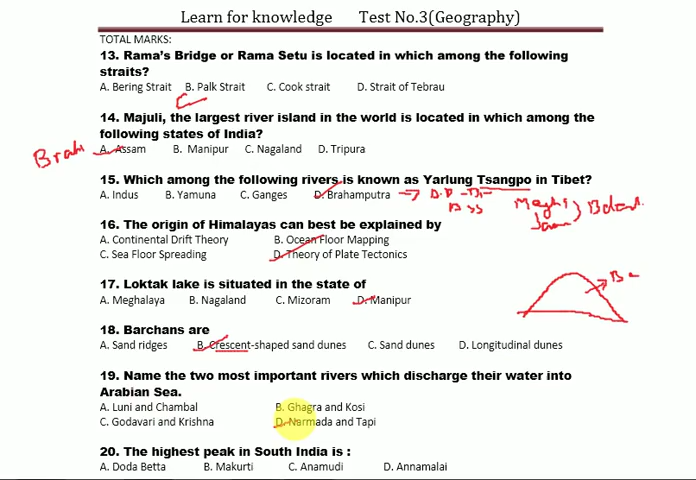 Learn for knowledge Test No.3(Geography)
TOTAL MARKS:
13. Rama's Bridge or Rama Setu is located in which among the following
straits?
A. Bering Strait B. Palk Strait C. Cook strait D. Strait of Tebrau
14. Majuli, the largest river island in the world is located in which among the
following states of India?
A. Assam B. Manipur C. Nagaland D. Tripura
15. Which among the following rivers is known as Yarlung Tsangpo in Tibet?
A. Indus B. Yamuna C. Ganges D. Brahamputra
16. The origin of Himalayas can best be explained by
A. Continental Drift Theory B. Ocean Floor Mapping
C. Sea Floor Spreading D. Theory of Plate Tectonics
17. Loktak lake is situated in the state of
A. Meghalaya B. Nagaland C. Mizoram D. Manipur
18. Barchans are
A. Sand ridges B. Crescent-shaped sand dunes C. Sand dunes D. Longitudinal dunes
19. Name the two most important rivers which discharge their water into
Arabian Sea.
A. Luni and Chambal B. Ghagra and Kosi
C. Godavari and Krishna D. Narmada and Tapi
20. The highest peak in South India is :
A. Doda Betta B. Makurti C. Anamudi D. Annamalai